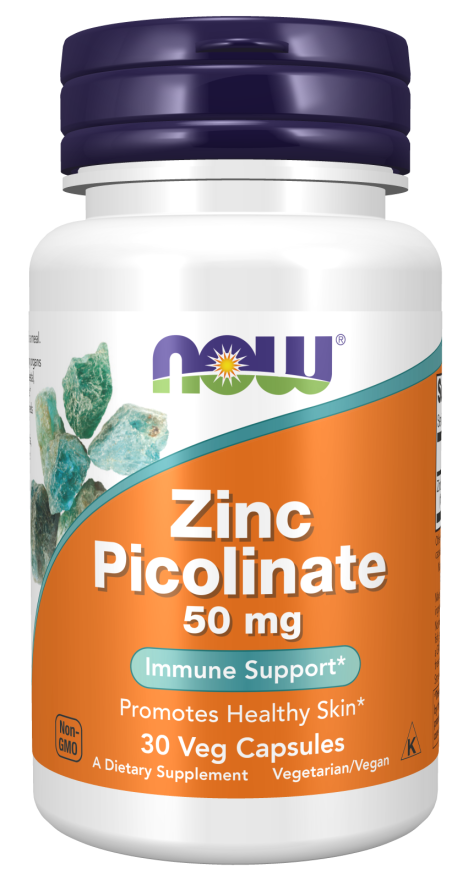 NOW®
Zinc
Picolinate
50 mg
Immune Support*
Promotes Healthy Skin*
30 Veg Capsules
A Dietary Supplement Vegetarian/Vegan
Non-
GMO
K